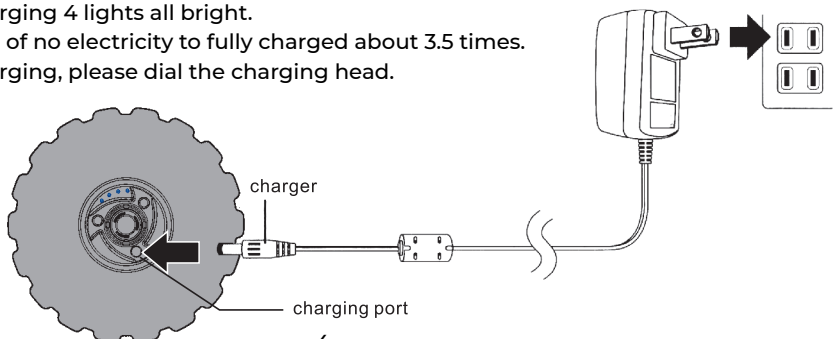 rging 4 lights all bright.
of no electricity to fully charged about 3.5 times.
rging, please dial the charging head.
charger
charging port